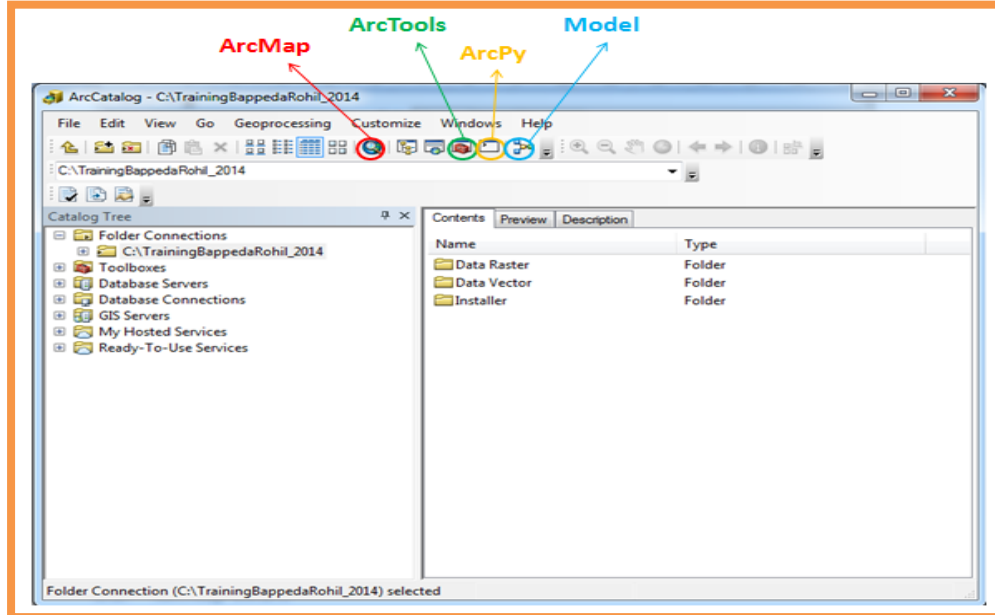 ArcTools
Model
ArcMap
ArcPy
ArcCatalog - C:\TrainingBappedaRohil_2014
File Edit View Go Geoprocessing Customize Windows Help
C:\TrainingBappedaRohil_2014
Catalog Tree
Contents Preview Description
Folder Connections
C:\TrainingBappedaRohil_2014
Toolboxes
Database Servers
Database Connections
GIS Servers
My Hosted Services
Ready-To-Use Services
Name Type
Data Raster Folder
Data Vector Folder
Installer Folder
Folder Connection (C:\TrainingBappedaRohil_2014) selected